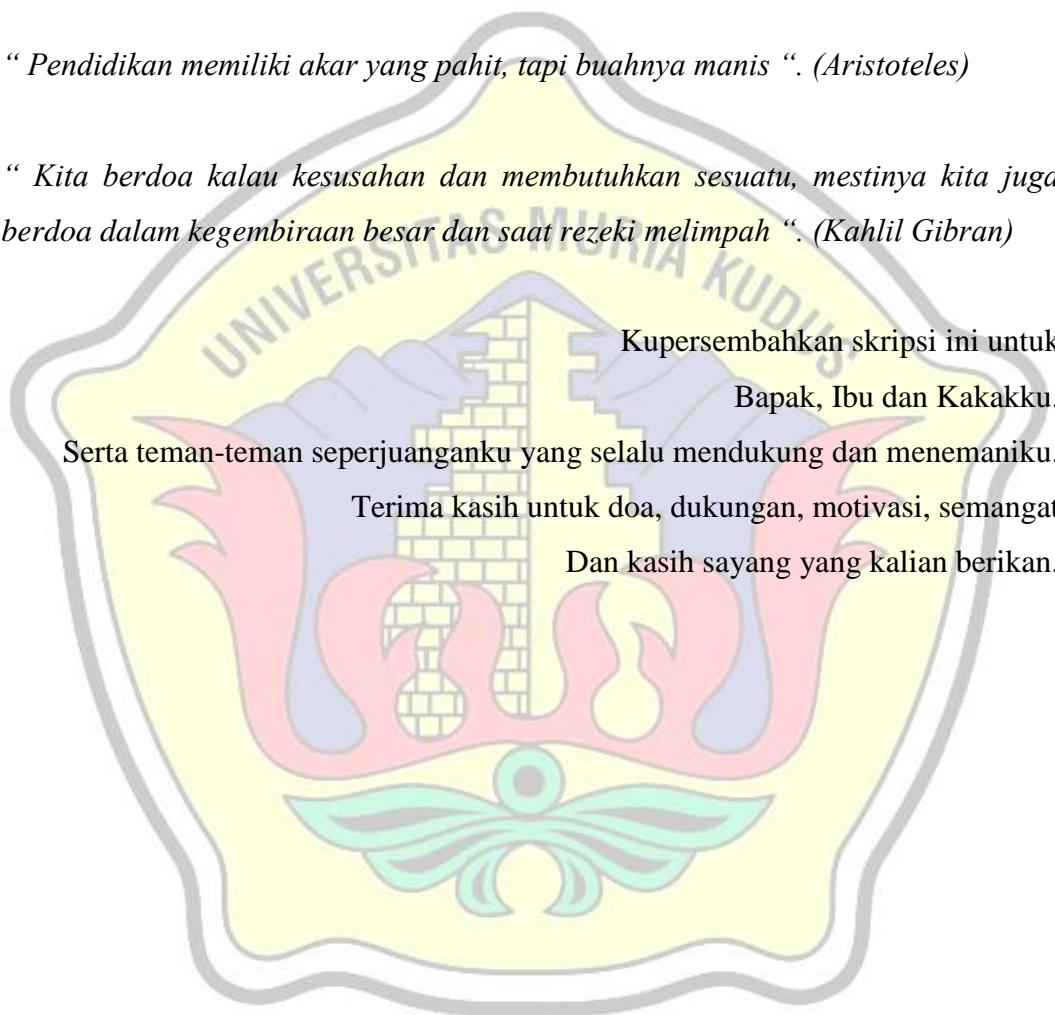 “ Pendidikan memiliki akar yang pahit, tapi buahnya manis “. (Aristoteles)
“ Kita berdoa kalau kesusahan dan membutuhkan sesuatu, mestinya kita juga
berdoa dalam kegembiraan besar dan saat rezeki melimpah “. (Kahlil Gibran)
UNIVERSITAS MURIA KUDUS
Kupersembahkan skripsi ini untuk
Bapak, Ibu dan Kakakku.
Serta teman-teman seperjuanganku yang selalu mendukung dan menemaniku.
Terima kasih untuk doa, dukungan, motivasi, semangat
Dan kasih sayang yang kalian berikan.